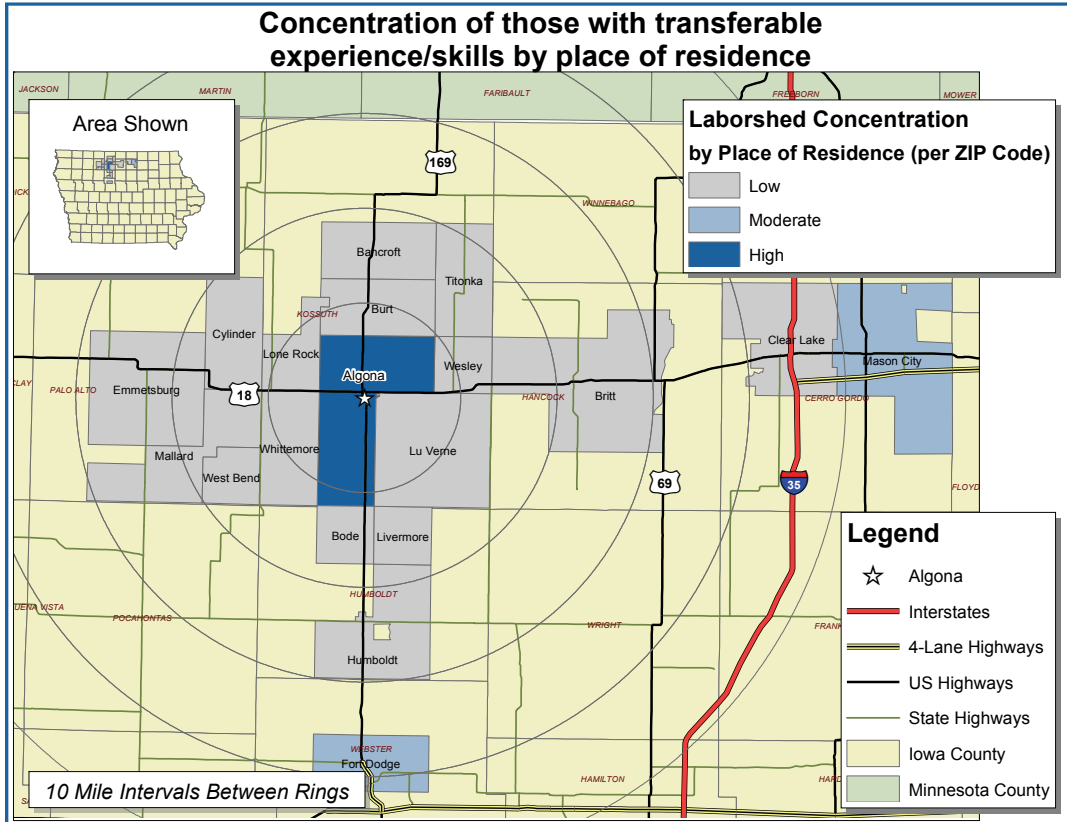 Concentration of those with transferable
experience/skills by place of residence
JACKSON
MARTIN
FARIBAULT
FREEBORN
MOWER
Area Shown
Laborshed Concentration
by Place of Residence (per ZIP Code)
Low
Moderate
High
169
WINNEBAGO
Bancroft
Titonka
KOSSUTH
Burt
Cylinder
Lone Rock
Clear Lake
Mason City
Wesley
Algona
CLAY
PALO ALTO
Emmetsburg
18
HANCOCK
Britt
CERRO GORDO
Mallard
Whittemore
Lu Verne
West Bend
69
35
FLOYD
Bode
Livermore
HUMBOLDT
POCAHONTAS
WRIGHT
Humboldt
WEBSTER
Fort Dodge
HAMILTON
10 Mile Intervals Between Rings
Legend
Algona
Interstates
4-Lane Highways
US Highways
State Highways
Iowa County
Minnesota County